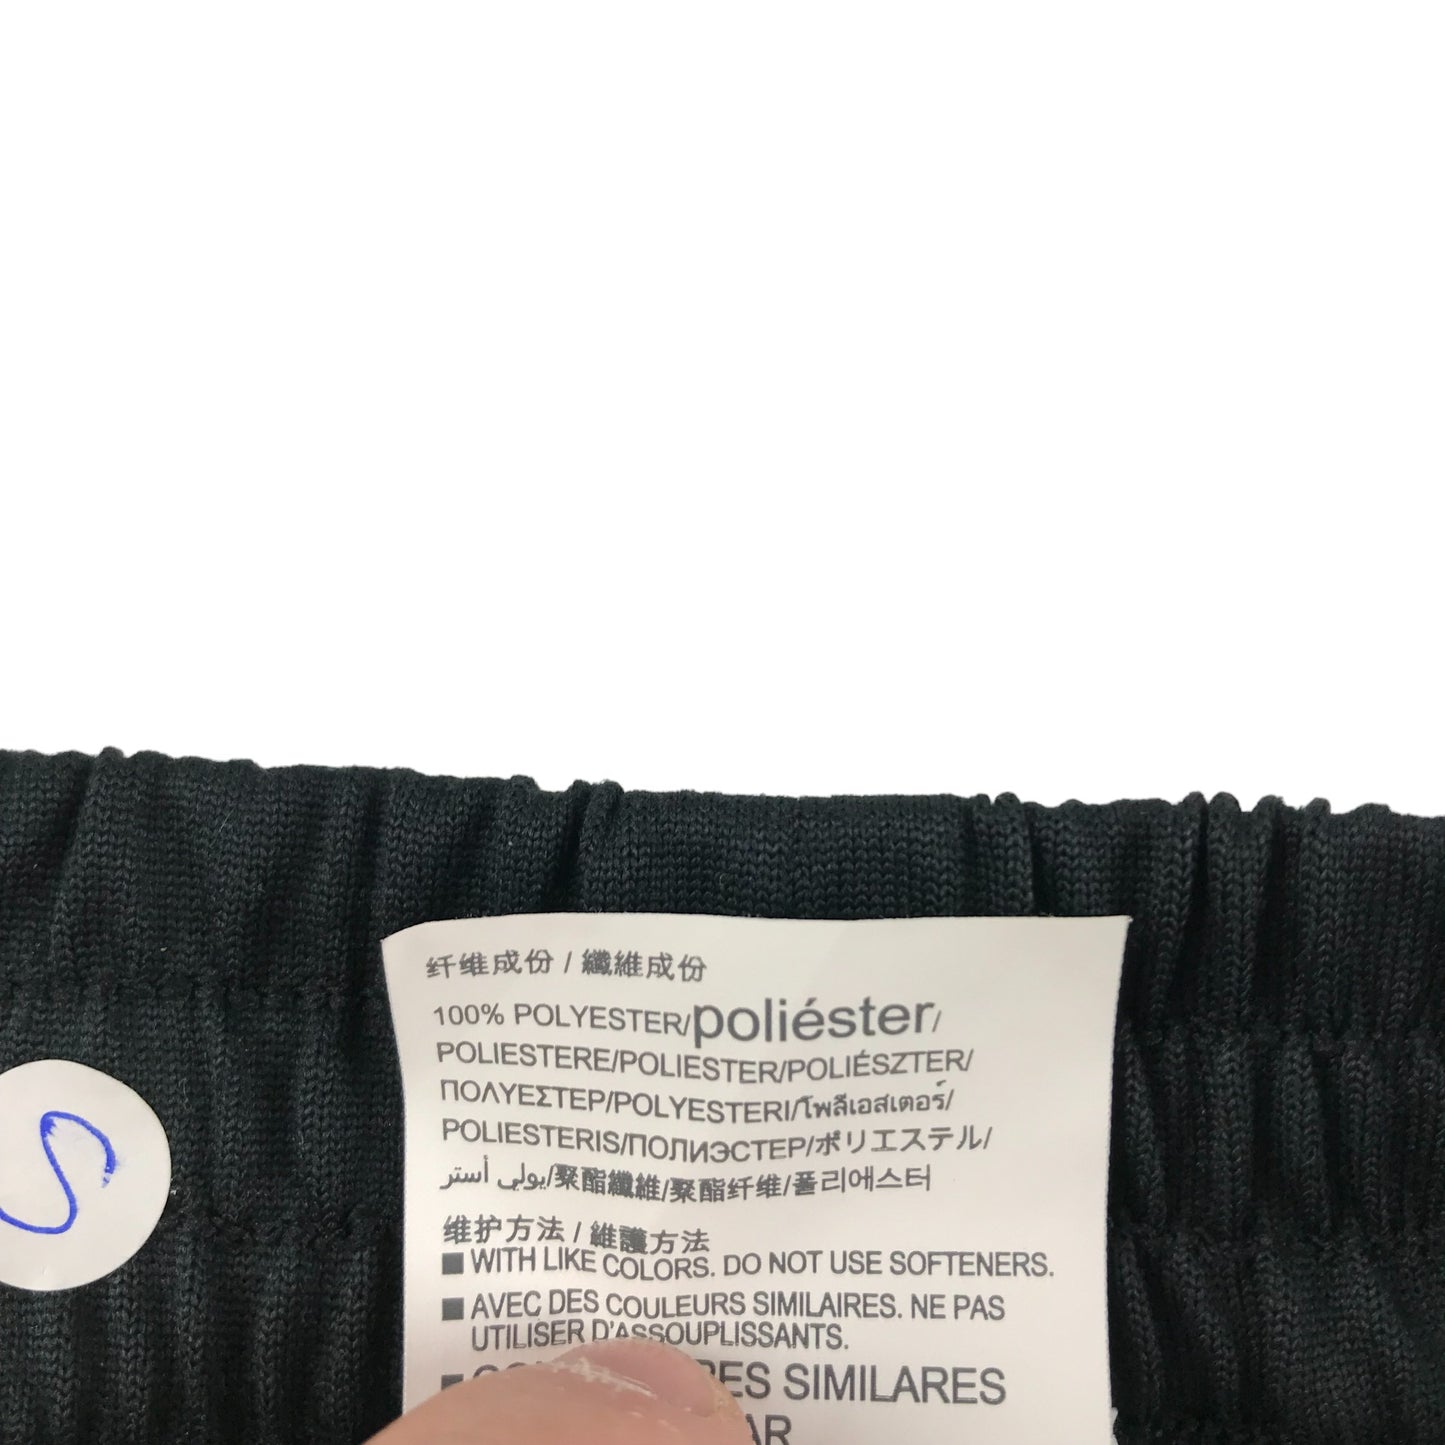 纤维成份 / 纖維成份
100% POLYESTER/poliéster/
POLIESTERE/POLIESTER/POLIÉSZTER/
ΠΟΛΥΕΣΤΕΡ/POLYESTERI/โพลีเอสเตอร์/
POLIESTERIS/ПОЛИЭСТЕР/ポリエステル/
بولي أستر/聚酯纖維/聚酯纤维/폴리에스터
维护方法 / 維護方法
■ WITH LIKE COLORS. DO NOT USE SOFTENERS.
■ AVEC DES COULEURS SIMILAIRES. NE PAS
UTILISER D'ASSOUPLISSANTS.
SIMILARES
S